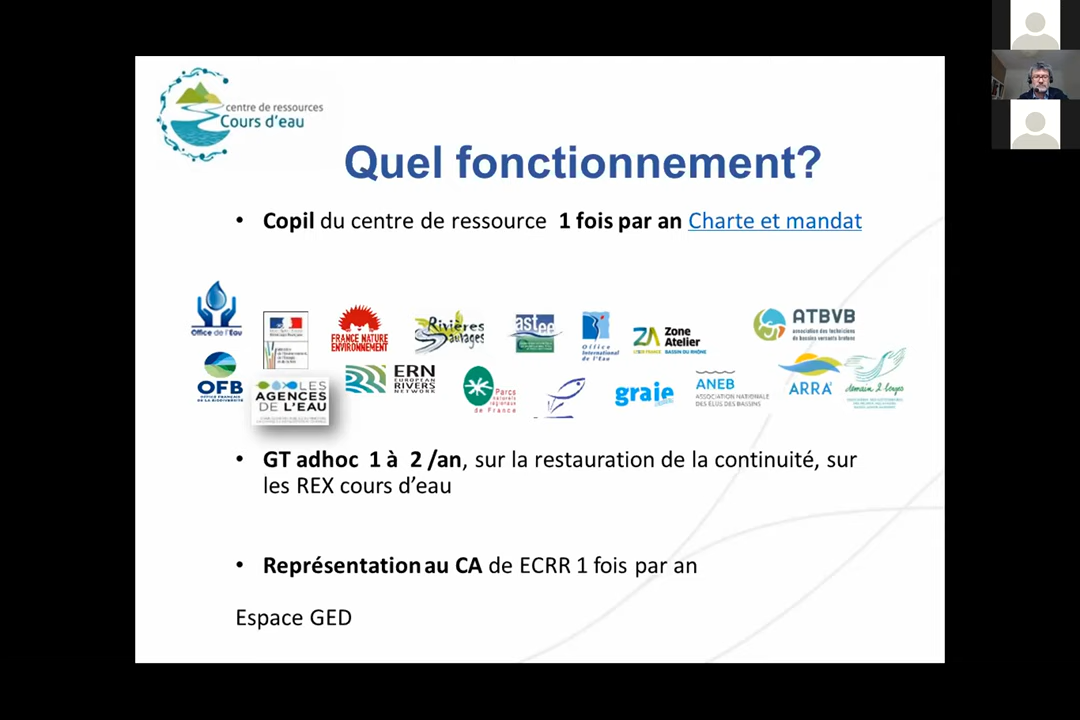 centre de ressources
Cours d'eau
Quel fonctionnement?
• Copil du centre de ressource 1 fois par an Charte et mandat
Office de l'Eau
FRANCE NATURE
ENVIRONNEMENT
Rivières
Sauvages
astee
Office
International
de l'Eau
ZA Zone
Atelier
BASSIN DU RHÔNE
ATBVB
association des techniciens
de bassins versants bretons
OFB
OFFICE FRANÇAIS
DE LA BIODIVERSITÉ
LES
AGENCES
DE L'EAU
ERN
EUROPEAN
RIVERS
NETWORK
Parcs
naturels
régionaux
de France
graie
ANEB
ASSOCIATION NATIONALE
DES ÉLUS DES BASSINS
ARRA²
demain 2 berges
• GT adhoc 1 à 2 /an, sur la restauration de la continuité, sur
les REX cours d'eau
• Représentation au CA de ECRR 1 fois par an
Espace GED